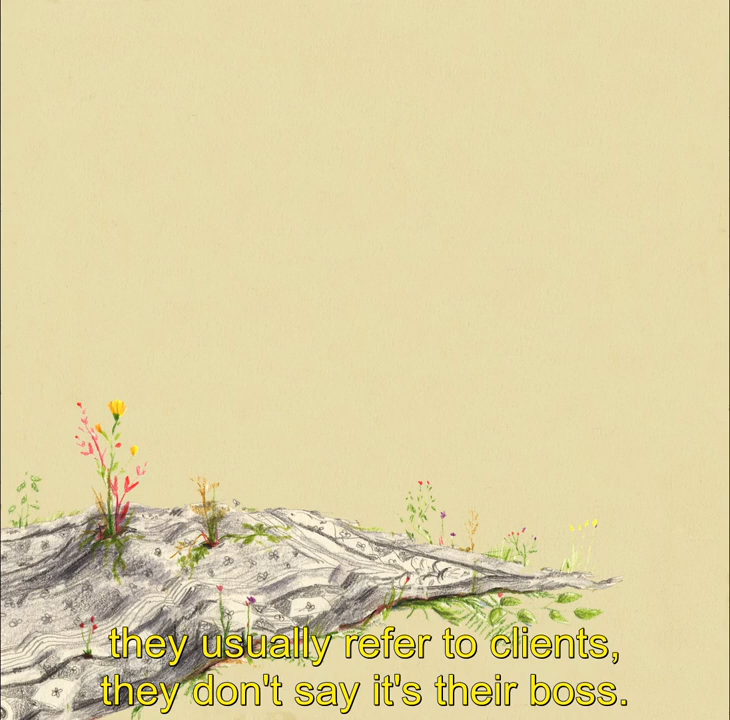 they usually refer to clients,
they don't say it's their boss.